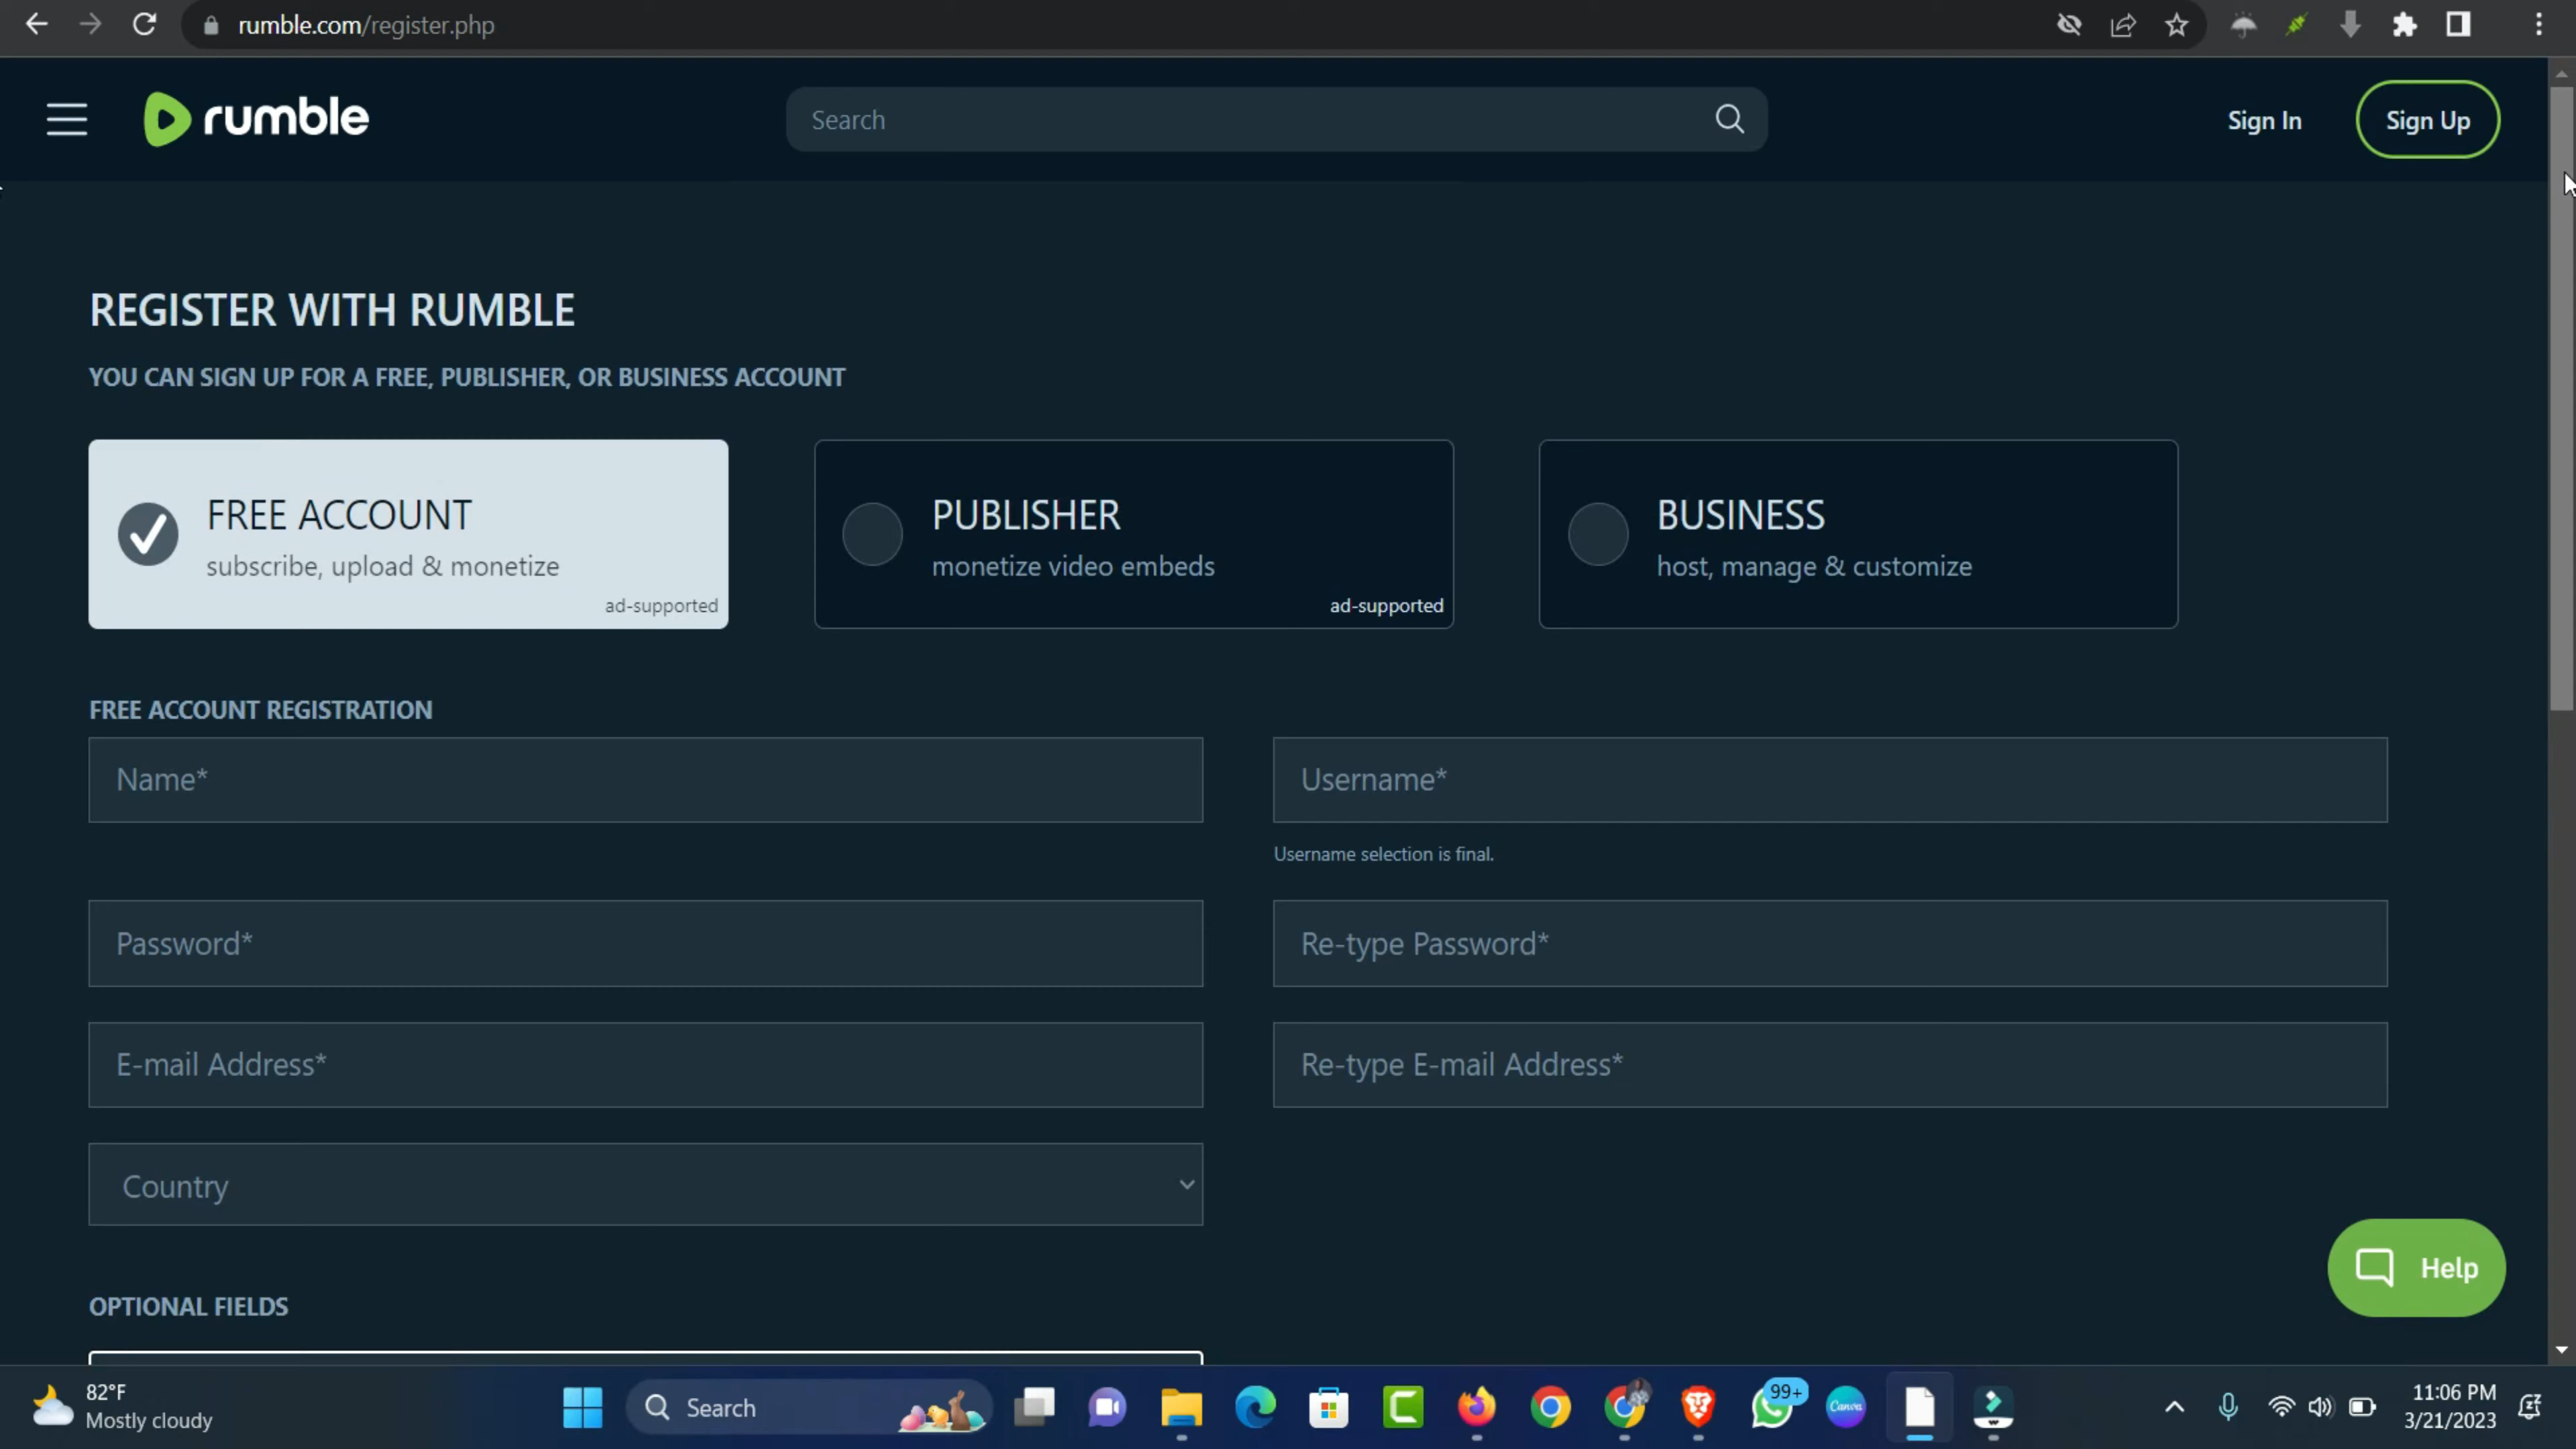 rumble.com/register.php
rumble
Search
Sign In
Sign Up
REGISTER WITH RUMBLE
YOU CAN SIGN UP FOR A FREE, PUBLISHER, OR BUSINESS ACCOUNT
FREE ACCOUNT
subscribe, upload & monetize
ad-supported
PUBLISHER
monetize video embeds
ad-supported
BUSINESS
host, manage & customize
FREE ACCOUNT REGISTRATION
Name*
Username*
Username selection is final.
Password*
Re-type Password*
E-mail Address*
Re-type E-mail Address*
Country
Help
OPTIONAL FIELDS
82°F
Mostly cloudy
Search
99+
Canva
11:06 PM
3/21/2023